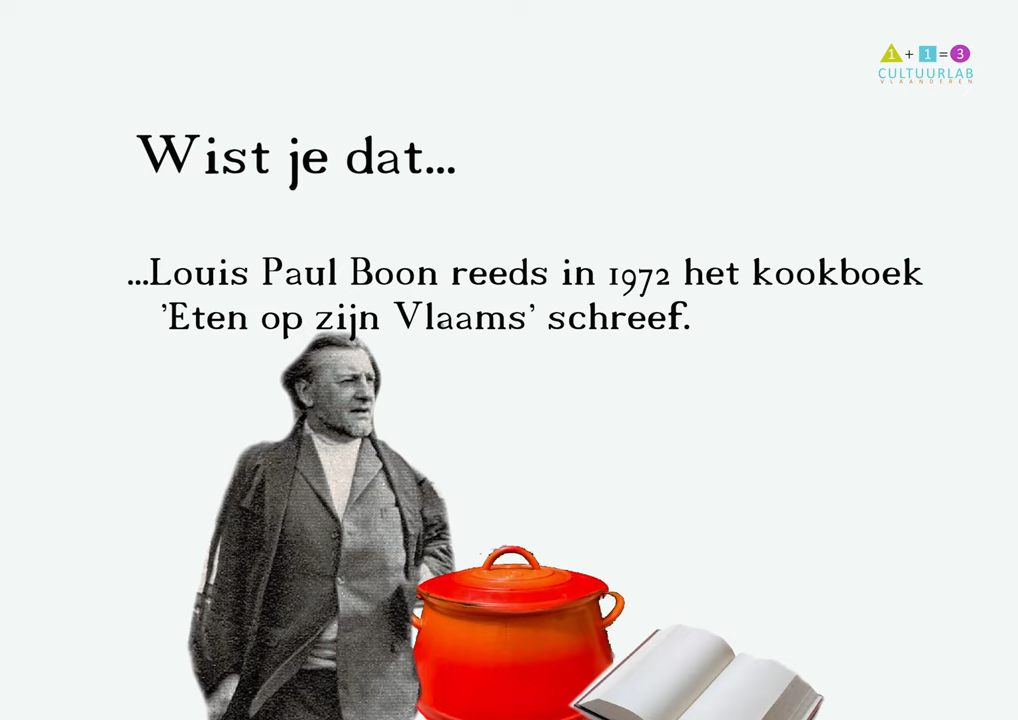 1 + 1 = 3
CULTUURLAB
VLAANDEREN
Wist je dat...
...Louis Paul Boon reeds in 1972 het kookboek
'Eten op zijn Vlaams' schreef.